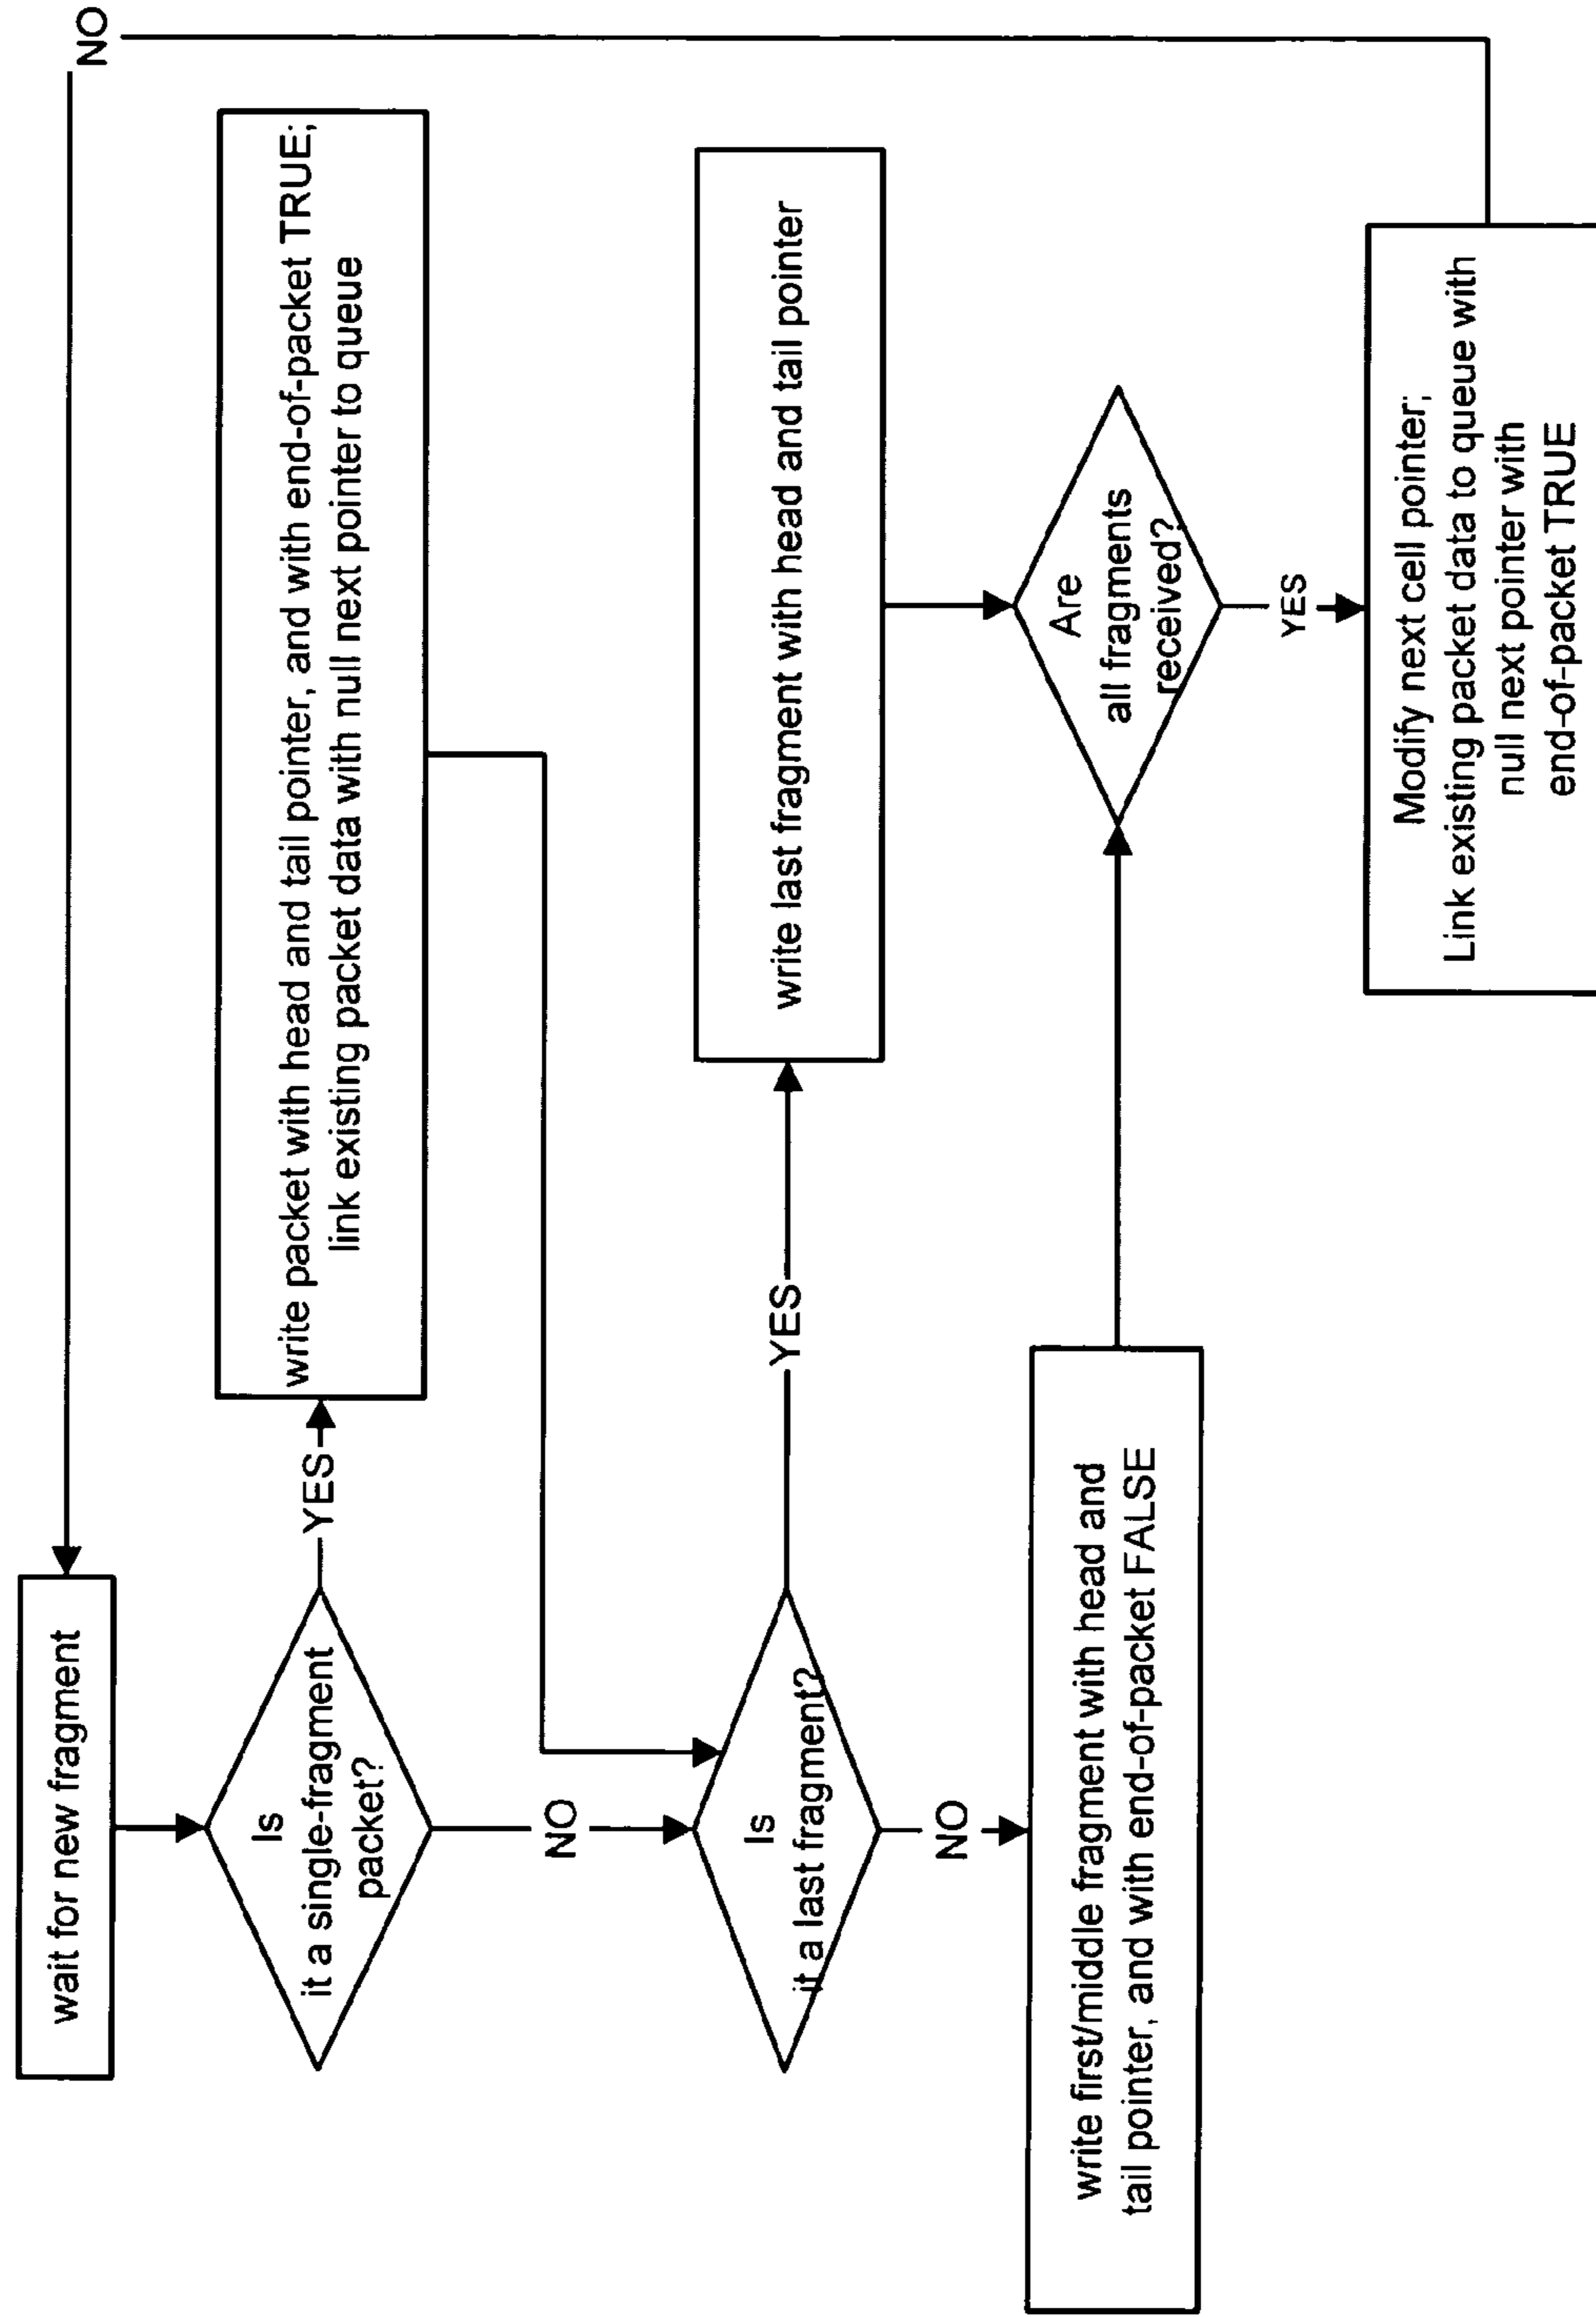 NO
wait for new fragment
Is
it a single-fragment
packet?
YES
write packet with head and tail pointer, and with end-of-packet TRUE;
link existing packet data with null next pointer to queue
NO
Is
it a last fragment?
YES
write last fragment with head and tail pointer
NO
write first/middle fragment with head and
tail pointer, and with end-of-packet FALSE
Are
all fragments
received?
YES
Modify next cell pointer;
Link existing packet data to queue with
null next pointer with
end-of-packet TRUE